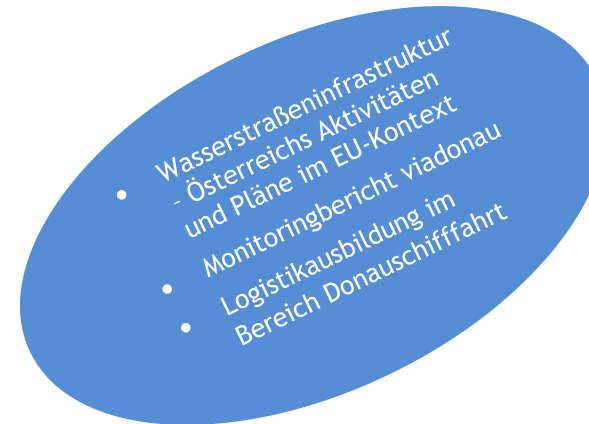 • Wasserstraßeninfrastruktur
- Österreichs Aktivitäten
und Pläne im EU-Kontext
• Monitoringbericht viadonau
• Logistikausbildung im
Bereich Donauschifffahrt